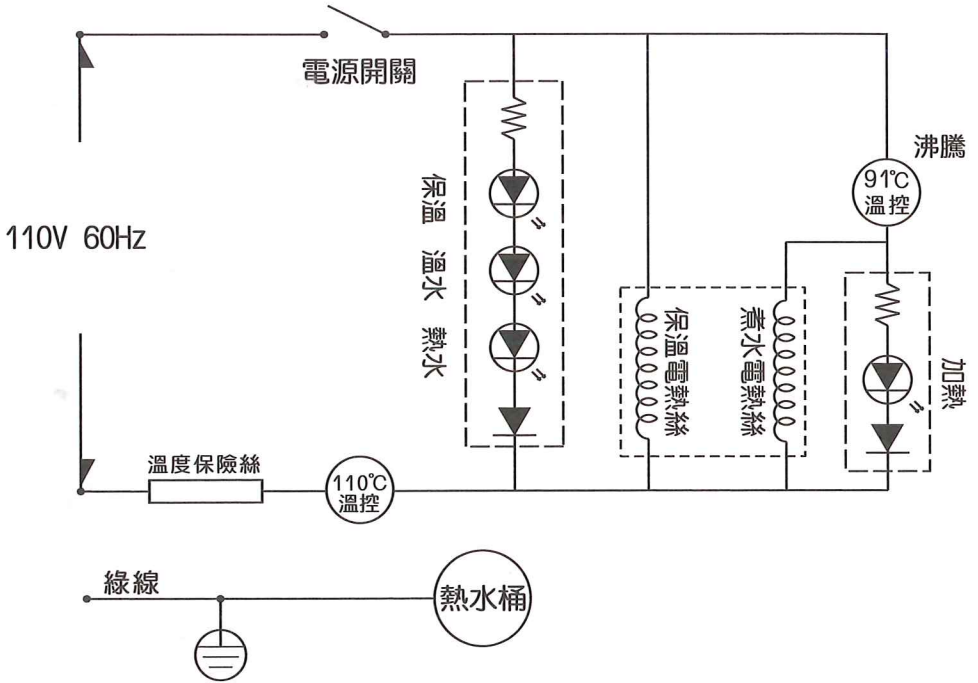 電源開關
沸騰
91℃
溫控
110V 60Hz
保溫
溫水
熱水
保溫電熱絲
煮水電熱絲
加熱
溫度保險絲
110℃
溫控
綠線
熱水桶